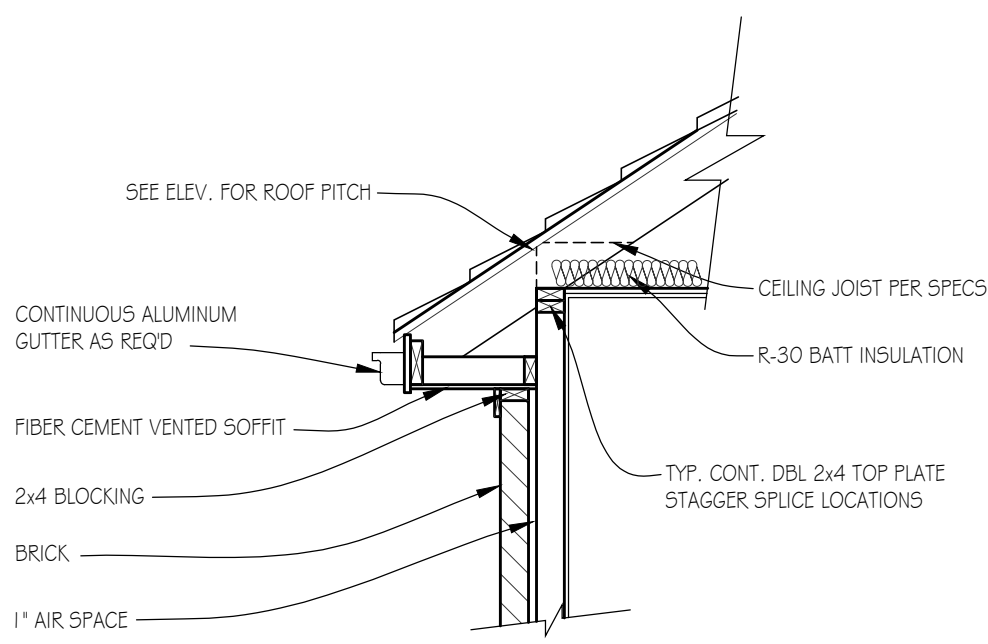 SEE ELEV. FOR ROOF PITCH
CONTINUOUS ALUMINUM
GUTTER AS REQ'D
FIBER CEMENT VENTED SOFFIT
2x4 BLOCKING
BRICK
1" AIR SPACE
CEILING JOIST PER SPECS
R-30 BATT INSULATION
TYP. CONT. DBL 2x4 TOP PLATE
STAGGER SPLICE LOCATIONS